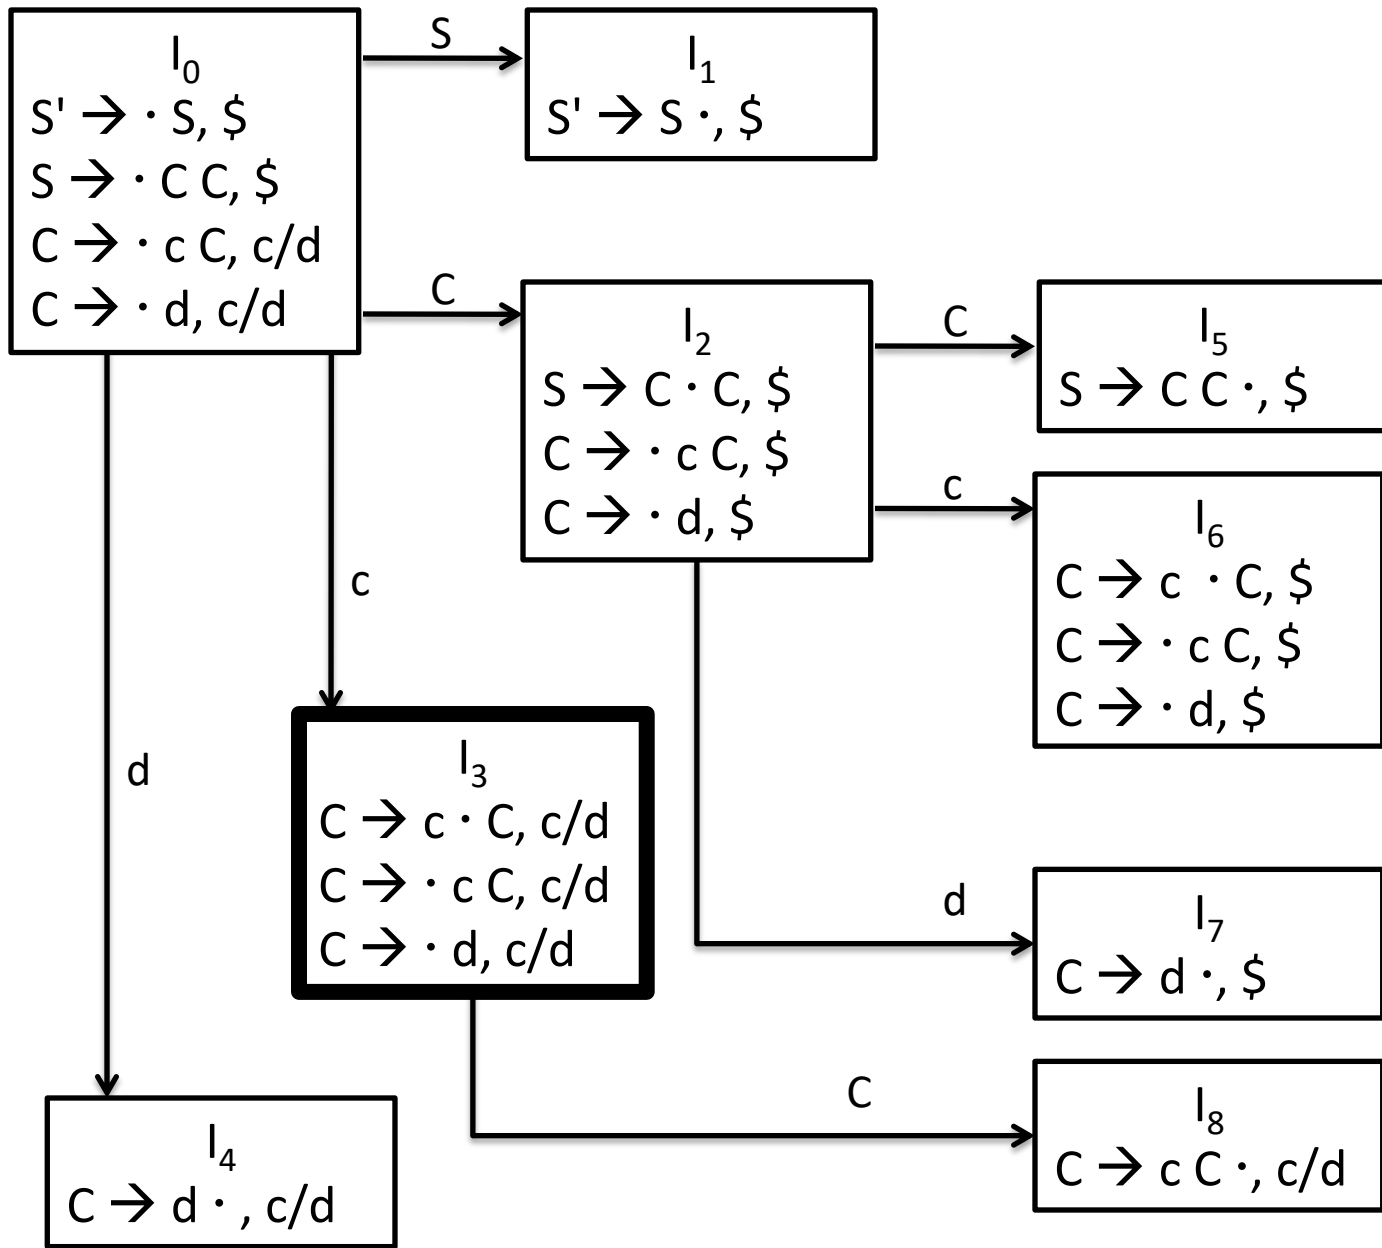 I₀
S' → · S, $
S → · C C, $
C → · c C, c/d
C → · d, c/d
S
I₁
S' → S ·, $
C
I₂
S → C · C, $
C → · c C, $
C → · d, $
C
I₅
S → C C ·, $
c
I₆
C → c · C, $
C → · c C, $
C → · d, $
c
d
I₃
C → c · C, c/d
C → · c C, c/d
C → · d, c/d
d
I₇
C → d ·, $
C
I₈
C → c C ·, c/d
I₄
C → d · , c/d